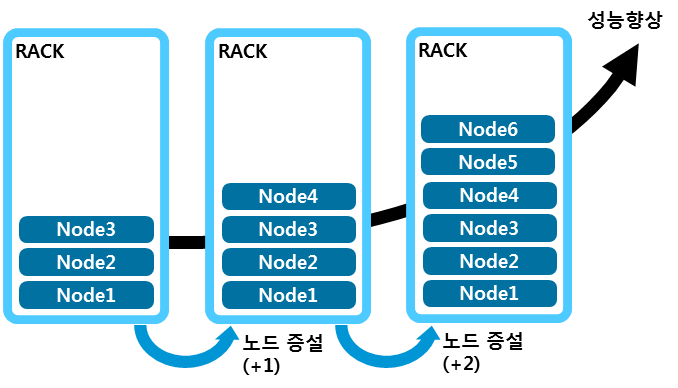 성능향상
RACK
Node3
Node2
Node1
RACK
Node4
Node3
Node2
Node1
RACK
Node6
Node5
Node4
Node3
Node2
Node1
노드 증설
(+1)
노드 증설
(+2)